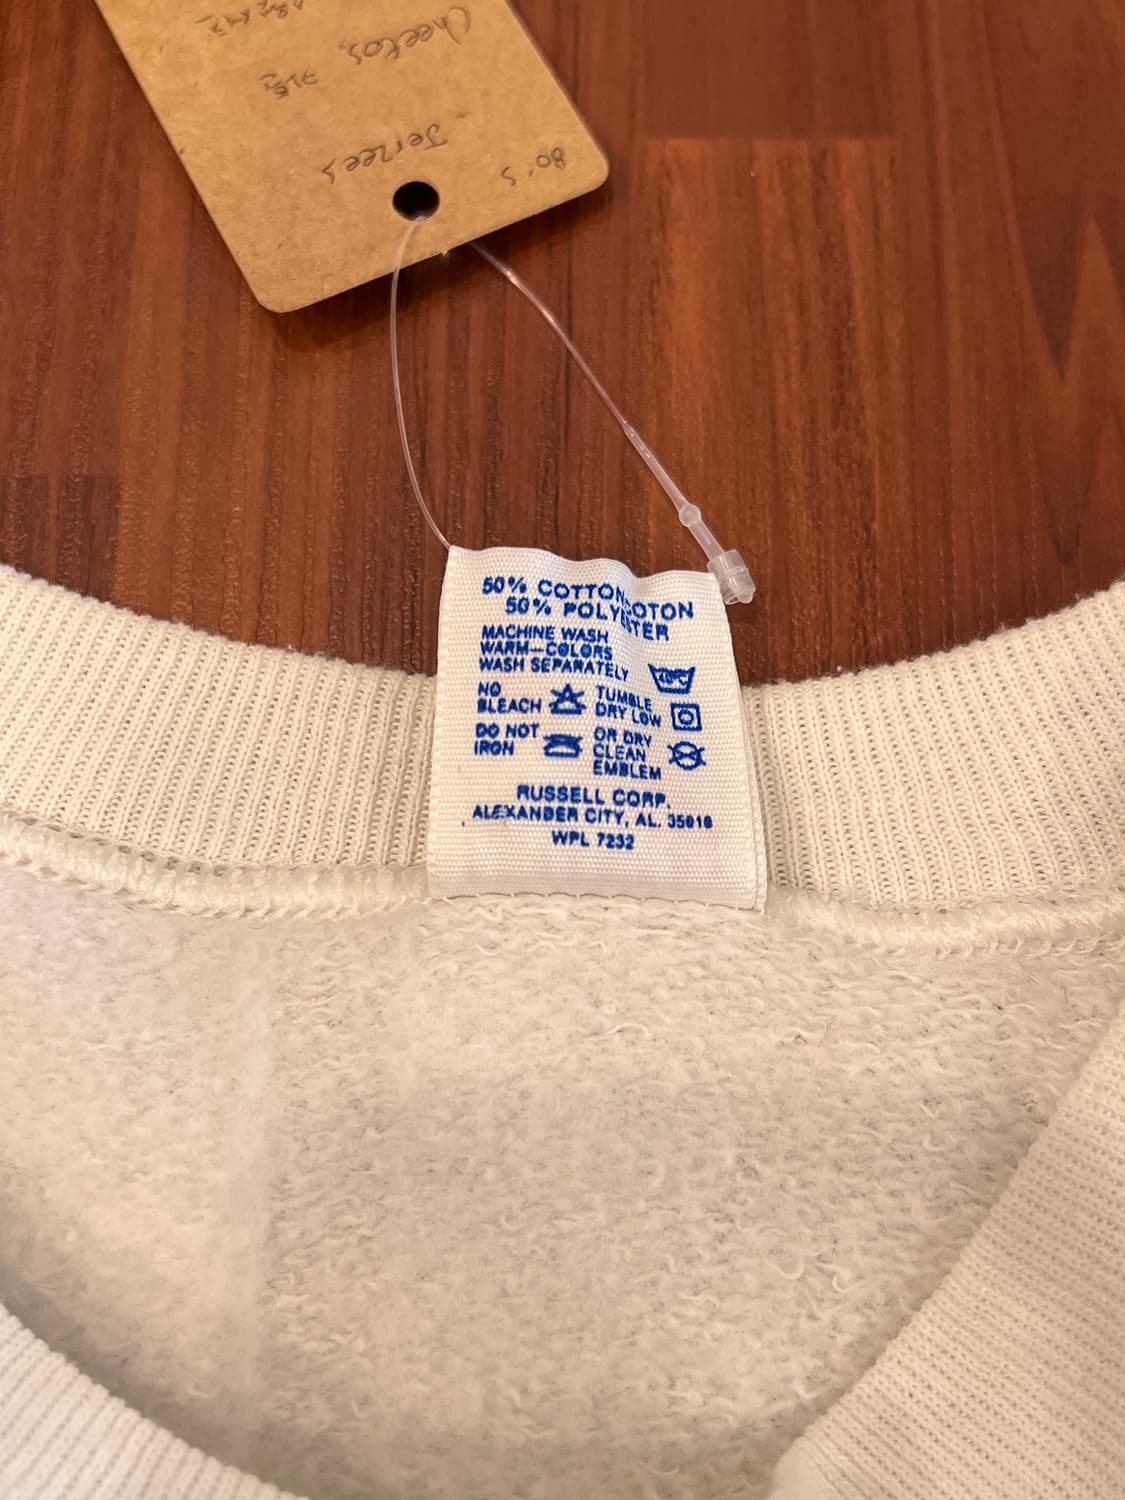 80's
Jerzees
Cheetos
50% COTTON/COTON
50% POLYESTER
MACHINE WASH
WARM—COLORS
WASH SEPARATELY
40°C
NO
BLEACH
TUMBLE
DRY LOW
DO NOT
IRON
OR DRY
CLEAN
EMBLEM
RUSSELL CORP.
ALEXANDER CITY, AL. 35010
WPL 7232